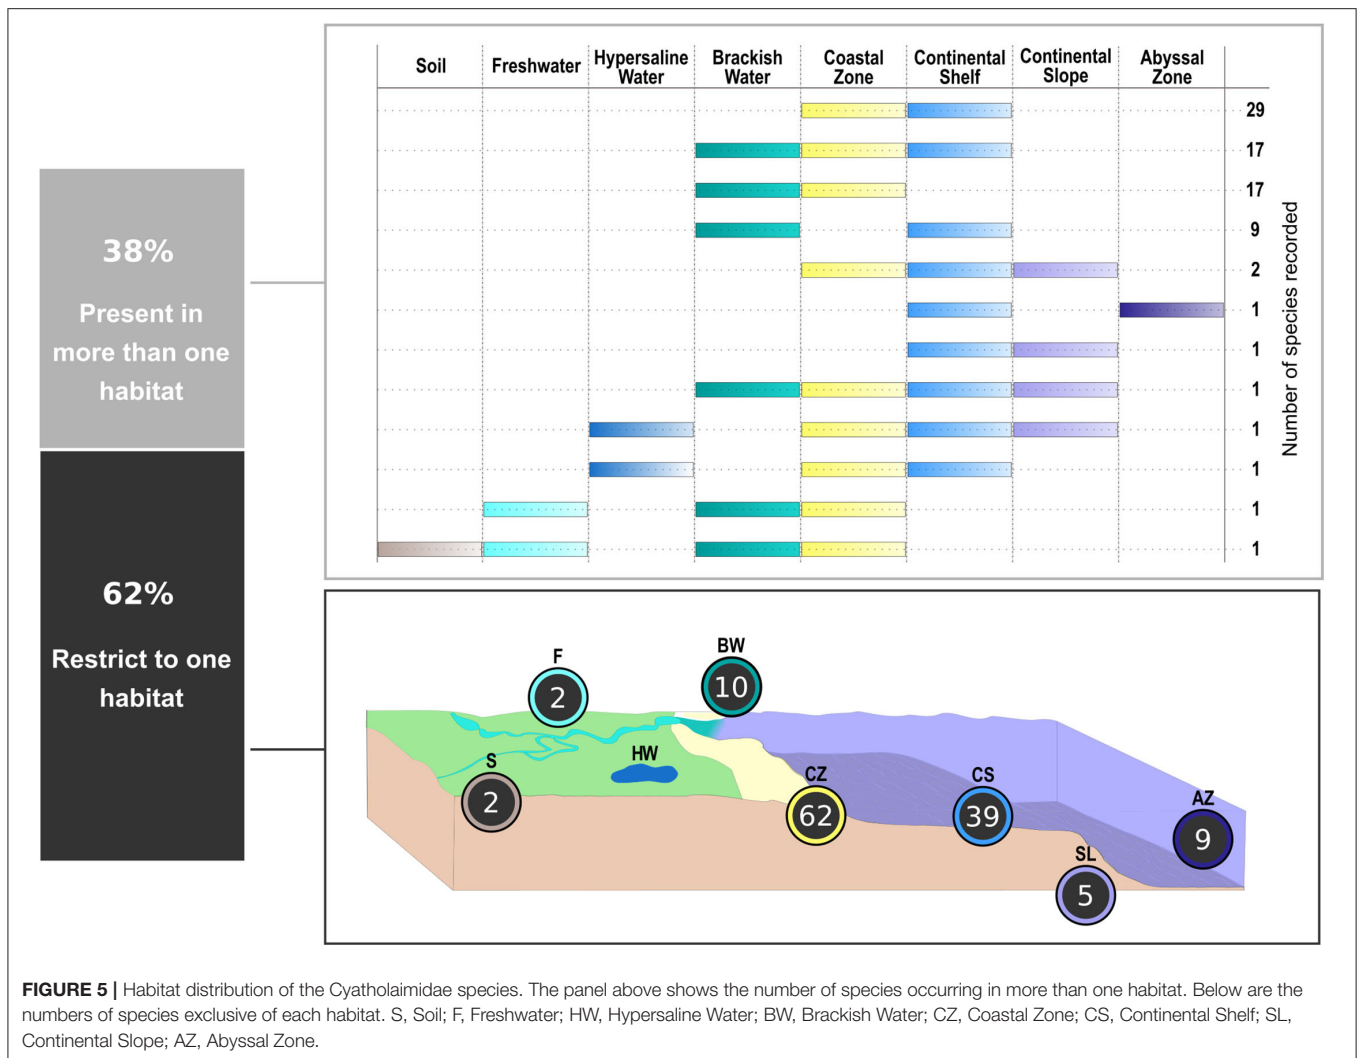 Soil
Freshwater
Hypersaline
Water
Brackish
Water
Coastal
Zone
Continental
Shelf
Continental
Slope
Abyssal
Zone
29
17
17
9
2
1
1
1
1
1
1
1
Number of species recorded
38%
Present in
more than one
habitat
62%
Restrict to one
habitat
F
2
BW
10
S
2
HW
CZ
62
CS
39
SL
5
AZ
9
FIGURE 5 | Habitat distribution of the Cyatholaimidae species. The panel above shows the number of species occurring in more than one habitat. Below are the
numbers of species exclusive of each habitat. S, Soil; F, Freshwater; HW, Hypersaline Water; BW, Brackish Water; CZ, Coastal Zone; CS, Continental Shelf; SL,
Continental Slope; AZ, Abyssal Zone.